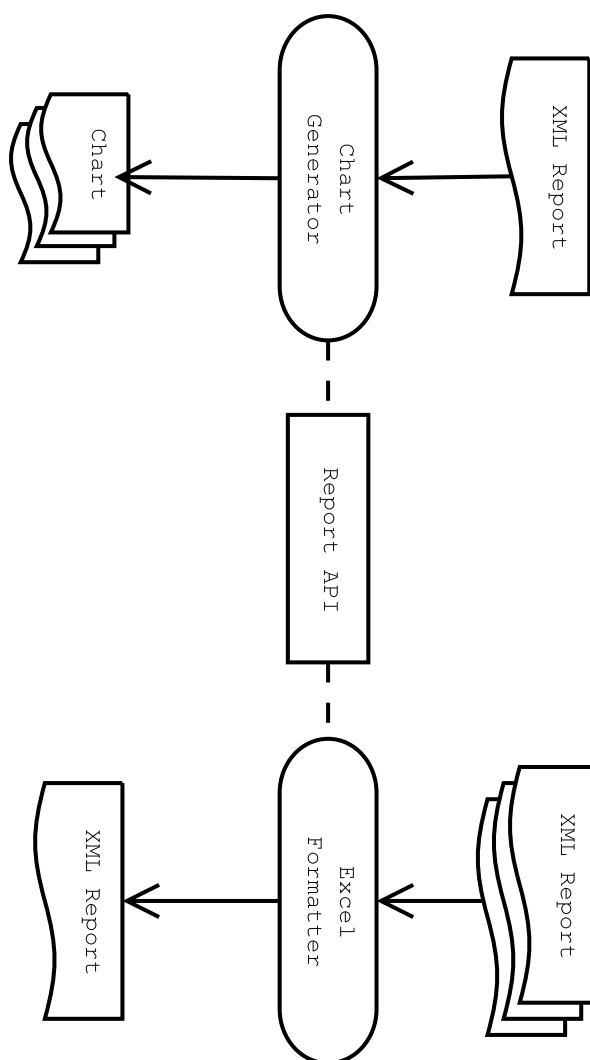 XML Report
XML Report
Chart
Generator
Report API
Excel
Formatter
Chart
XML Report